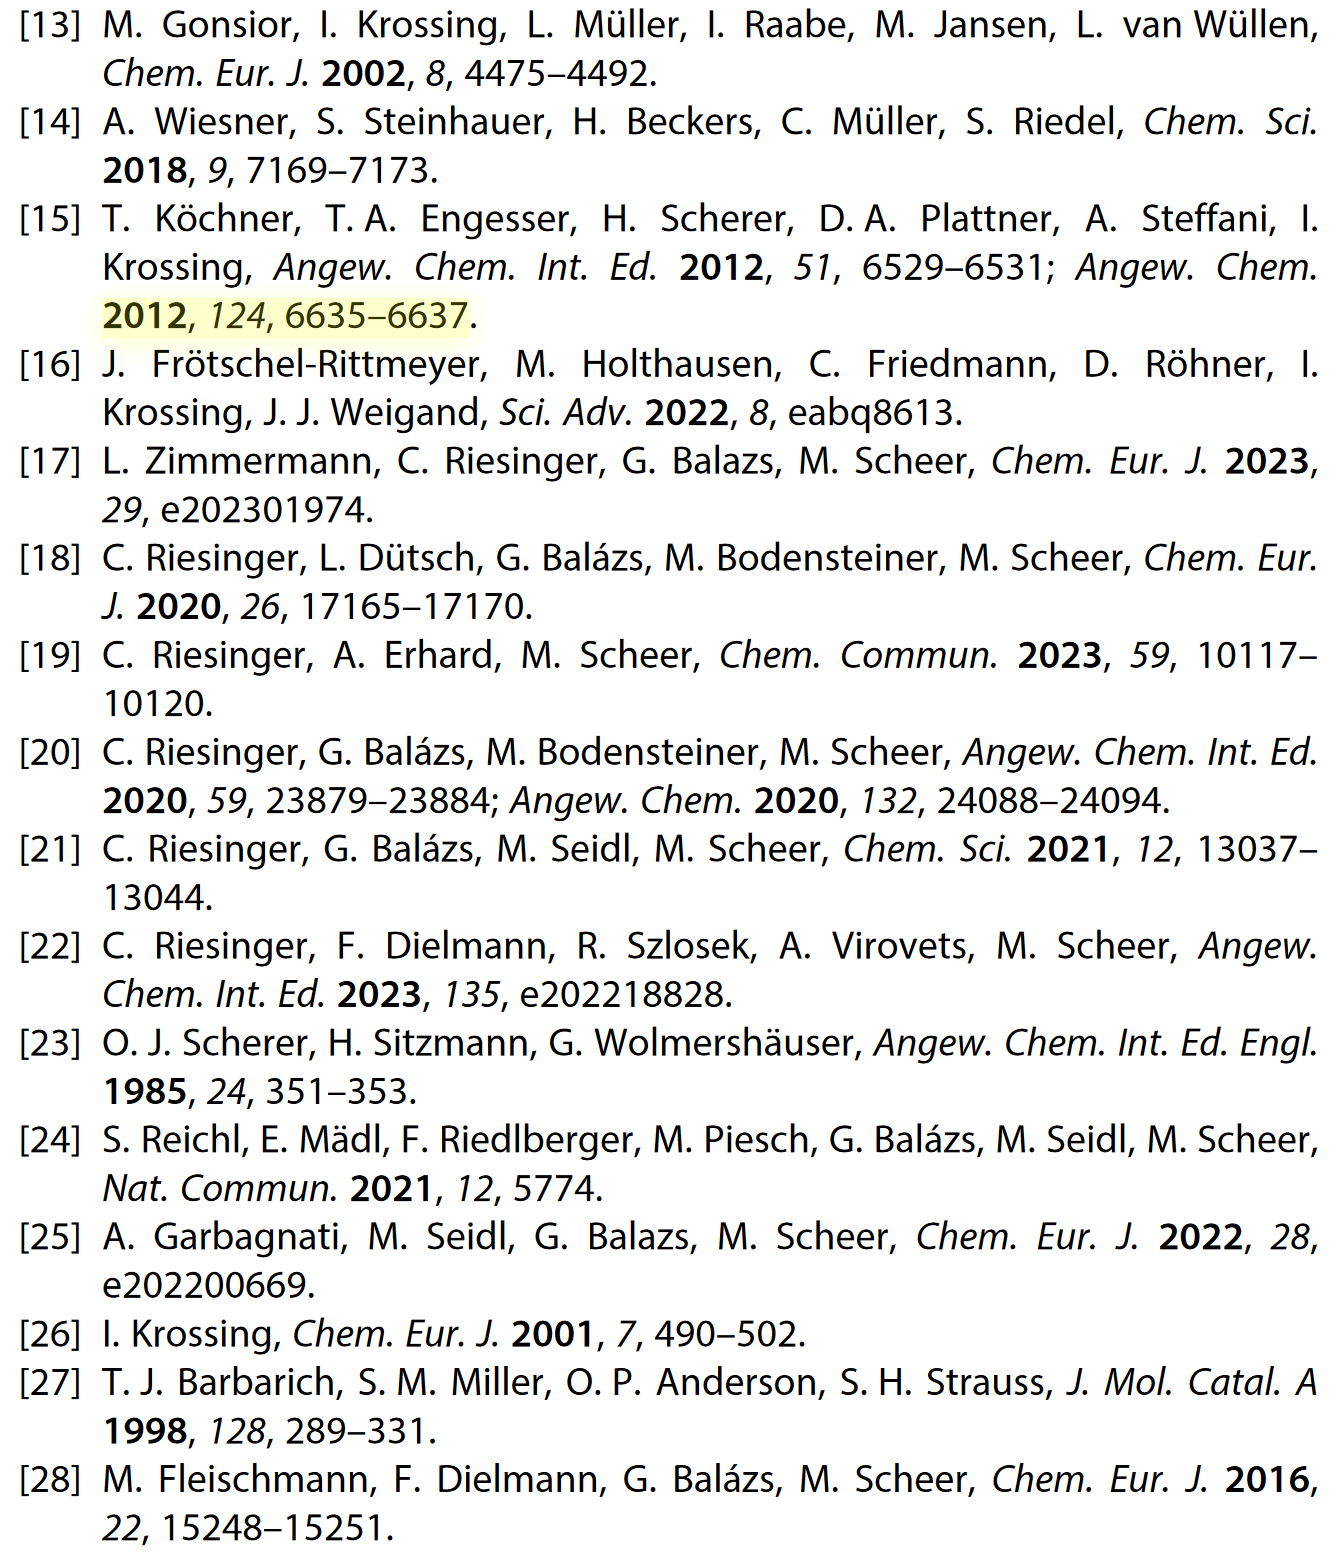 [13] M. Gonsior, I. Krossing, L. Müller, I. Raabe, M. Jansen, L. van Wüllen,
Chem. Eur. J. 2002, 8, 4475–4492.
[14] A. Wiesner, S. Steinhauer, H. Beckers, C. Müller, S. Riedel, Chem. Sci.
2018, 9, 7169–7173.
[15] T. Köchner, T. A. Engesser, H. Scherer, D. A. Plattner, A. Steffani, I.
Krossing, Angew. Chem. Int. Ed. 2012, 51, 6529–6531; Angew. Chem.
2012, 124, 6635–6637.
[16] J. Frötschel-Rittmeyer, M. Holthausen, C. Friedmann, D. Röhner, I.
Krossing, J. J. Weigand, Sci. Adv. 2022, 8, eabq8613.
[17] L. Zimmermann, C. Riesinger, G. Balazs, M. Scheer, Chem. Eur. J. 2023,
29, e202301974.
[18] C. Riesinger, L. Dütsch, G. Balázs, M. Bodensteiner, M. Scheer, Chem. Eur.
J. 2020, 26, 17165–17170.
[19] C. Riesinger, A. Erhard, M. Scheer, Chem. Commun. 2023, 59, 10117–
10120.
[20] C. Riesinger, G. Balázs, M. Bodensteiner, M. Scheer, Angew. Chem. Int. Ed.
2020, 59, 23879–23884; Angew. Chem. 2020, 132, 24088–24094.
[21] C. Riesinger, G. Balázs, M. Seidl, M. Scheer, Chem. Sci. 2021, 12, 13037–
13044.
[22] C. Riesinger, F. Dielmann, R. Szlosek, A. Virovets, M. Scheer, Angew.
Chem. Int. Ed. 2023, 135, e202218828.
[23] O. J. Scherer, H. Sitzmann, G. Wolmershäuser, Angew. Chem. Int. Ed. Engl.
1985, 24, 351–353.
[24] S. Reichl, E. Mädl, F. Riedlberger, M. Piesch, G. Balázs, M. Seidl, M. Scheer,
Nat. Commun. 2021, 12, 5774.
[25] A. Garbagnati, M. Seidl, G. Balazs, M. Scheer, Chem. Eur. J. 2022, 28,
e202200669.
[26] I. Krossing, Chem. Eur. J. 2001, 7, 490–502.
[27] T. J. Barbarich, S. M. Miller, O. P. Anderson, S. H. Strauss, J. Mol. Catal. A
1998, 128, 289–331.
[28] M. Fleischmann, F. Dielmann, G. Balázs, M. Scheer, Chem. Eur. J. 2016,
22, 15248–15251.